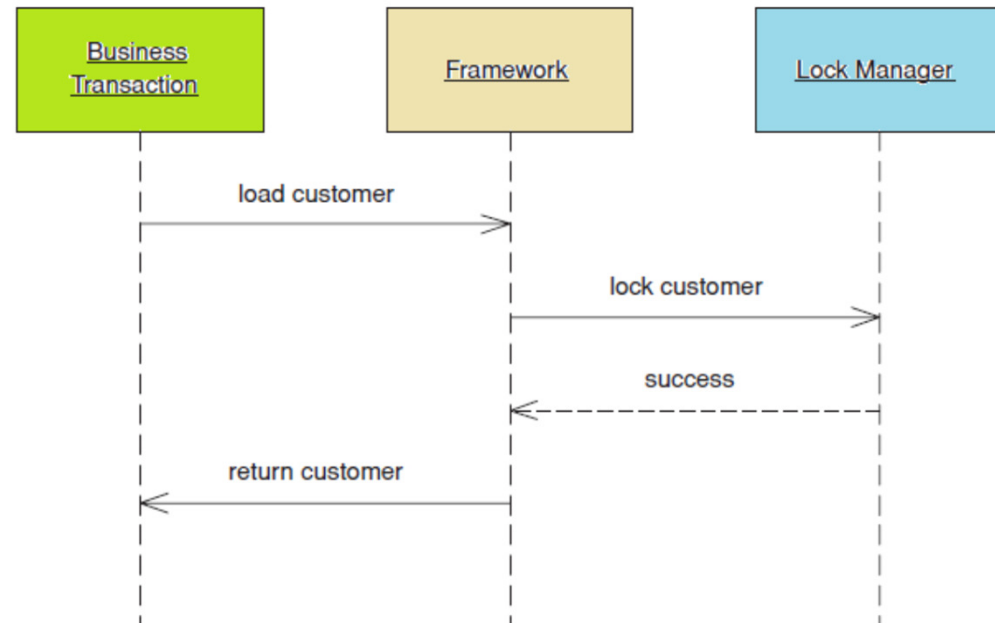 Business
Transaction
Framework
Lock Manager
load customer
lock customer
success
return customer